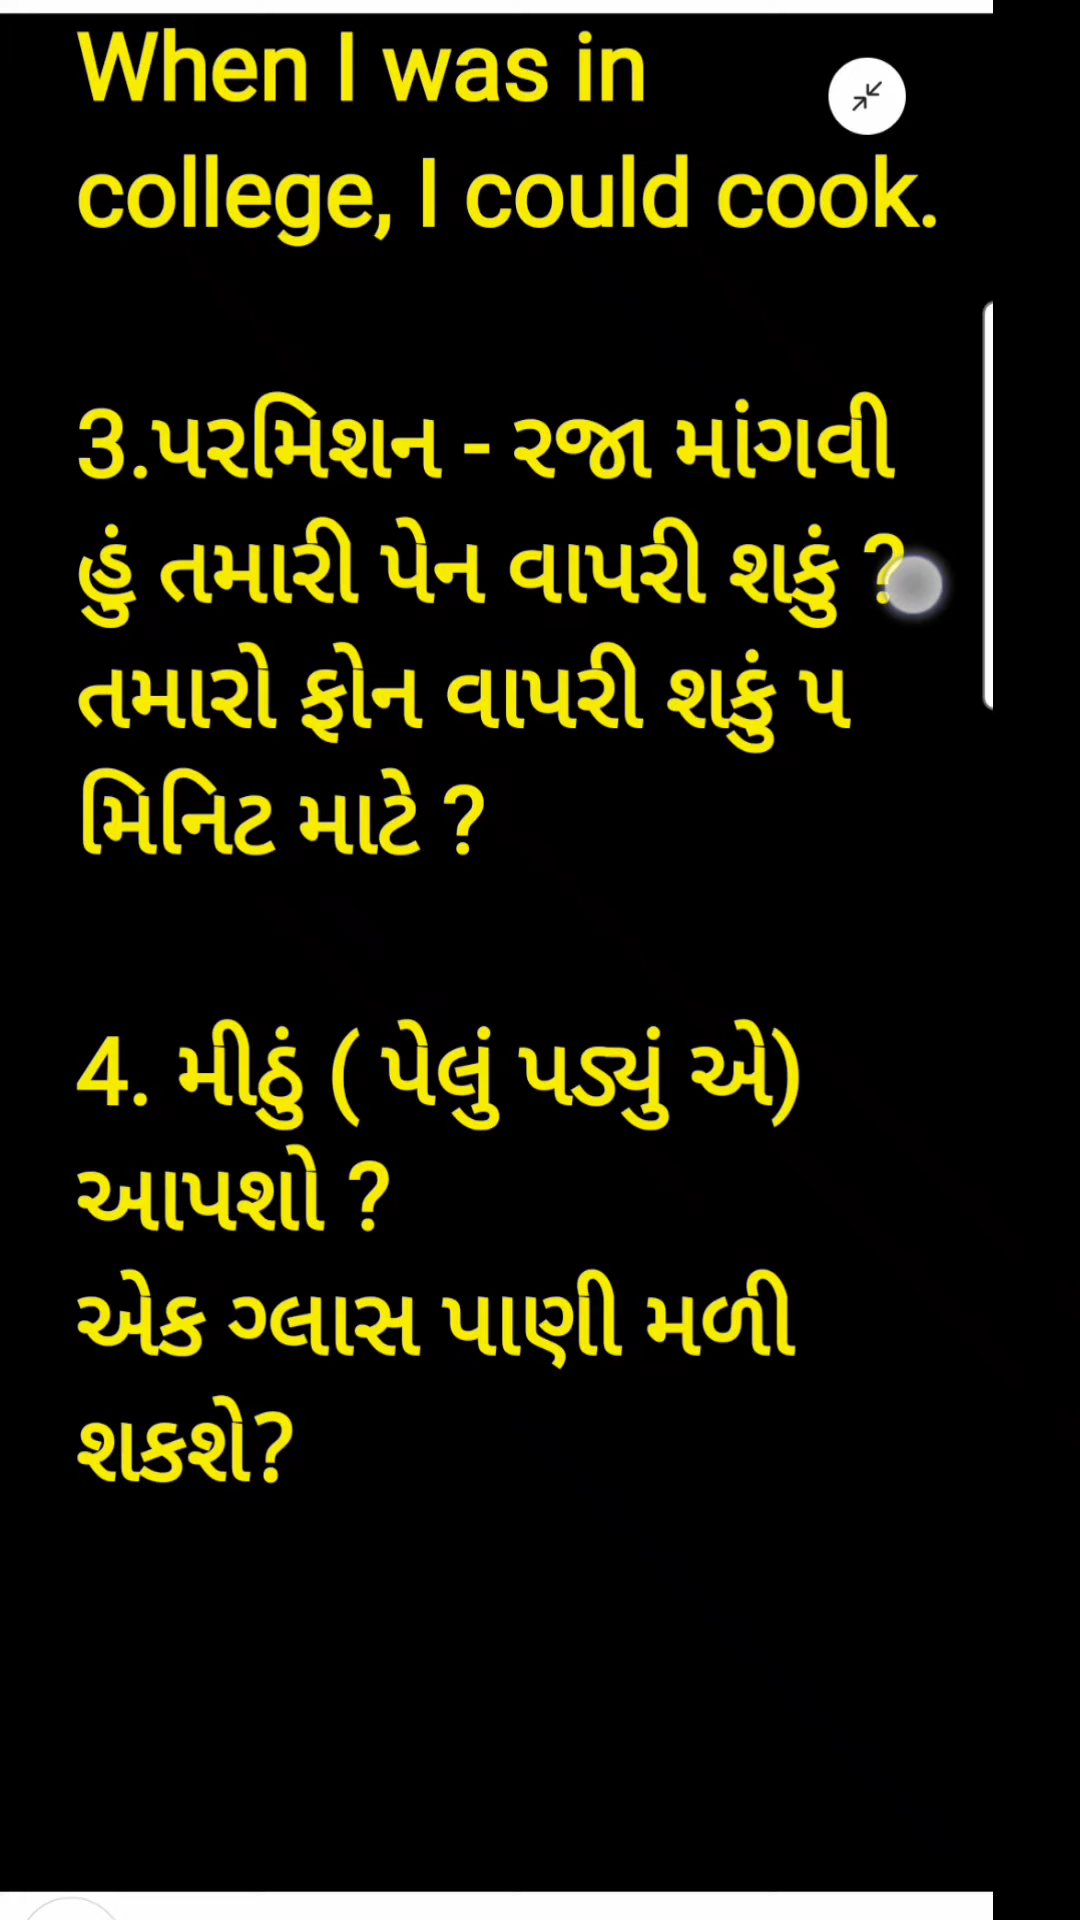 When I was in
college, I could cook.
3.પરમિશન - રજા માંગવી
હું તમારી પેન વાપરી શકું ?
તમારો ફોન વાપરી શકું ૫
મિનિટ માટે ?
4. મીઠું ( પેલું પડ્યું એ)
આપશો ?
એક ગ્લાસ પાણી મળી
શકશે?